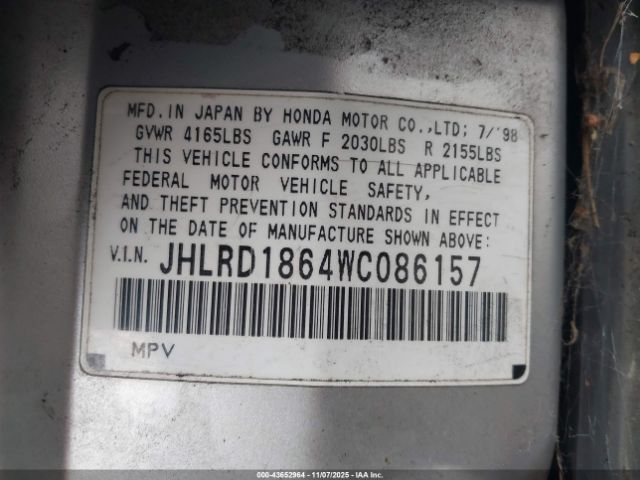 MFD. IN JAPAN BY HONDA MOTOR CO.,LTD; 7/'98
GVWR 4165LBS GAWR F 2030LBS R 2155LBS
THIS VEHICLE CONFORMS TO ALL APPLICABLE
FEDERAL MOTOR VEHICLE SAFETY,
AND THEFT PREVENTION STANDARDS IN EFFECT
ON THE DATE OF MANUFACTURE SHOWN ABOVE:
V.I.N. JHLRD1864WC086157
MPV
000-43652964 | 11/07/2025 | IAA Inc.